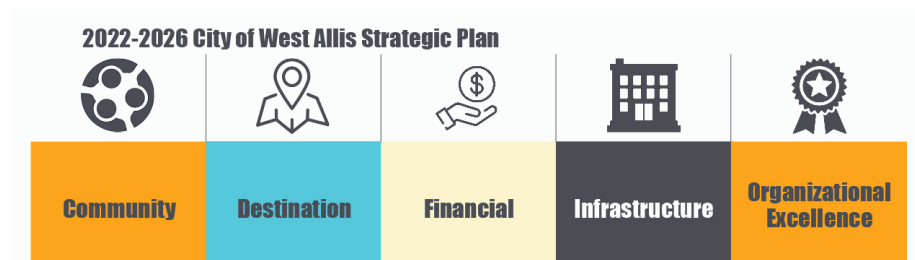 2022-2026 City of West Allis Strategic Plan
$
Community
Destination
Financial
Infrastructure
Organizational
Excellence